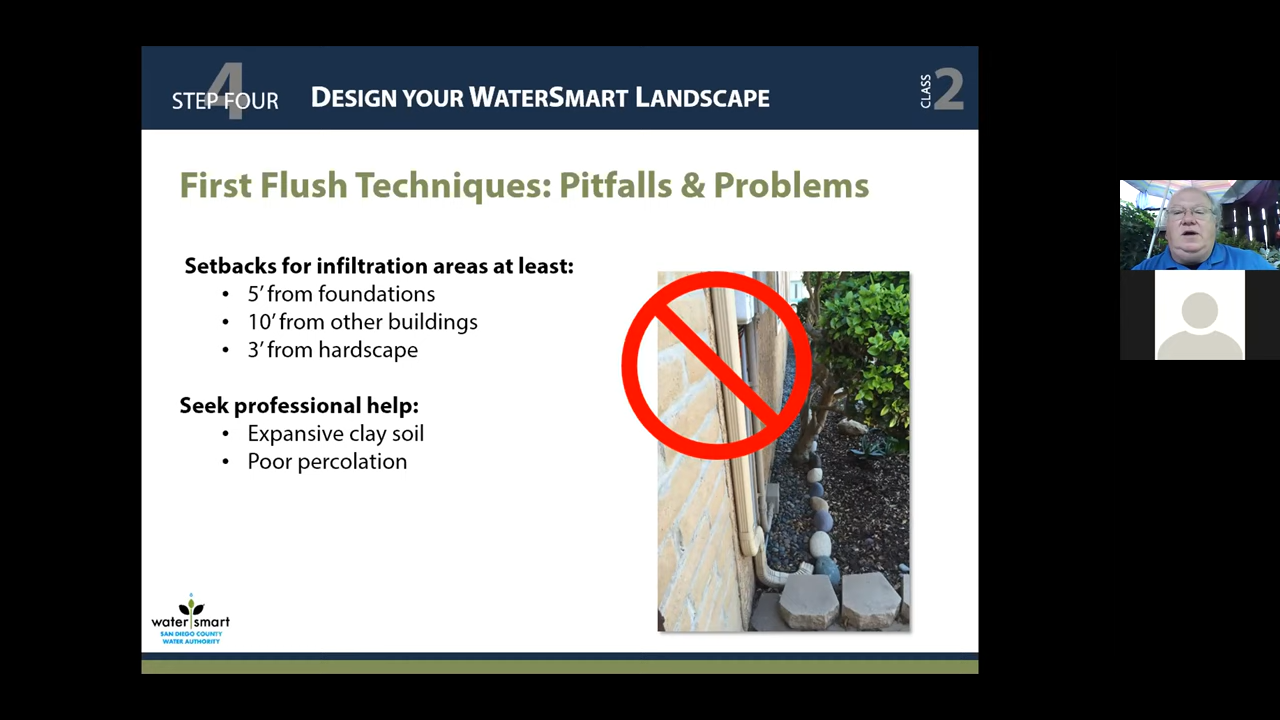 STEP FOUR
4
DESIGN YOUR WATERSMART LANDSCAPE
CLASS
2
First Flush Techniques: Pitfalls & Problems
Setbacks for infiltration areas at least:
• 5’ from foundations
• 10’ from other buildings
• 3’ from hardscape
Seek professional help:
• Expansive clay soil
• Poor percolation
water smart
SAN DIEGO COUNTY
WATER AUTHORITY